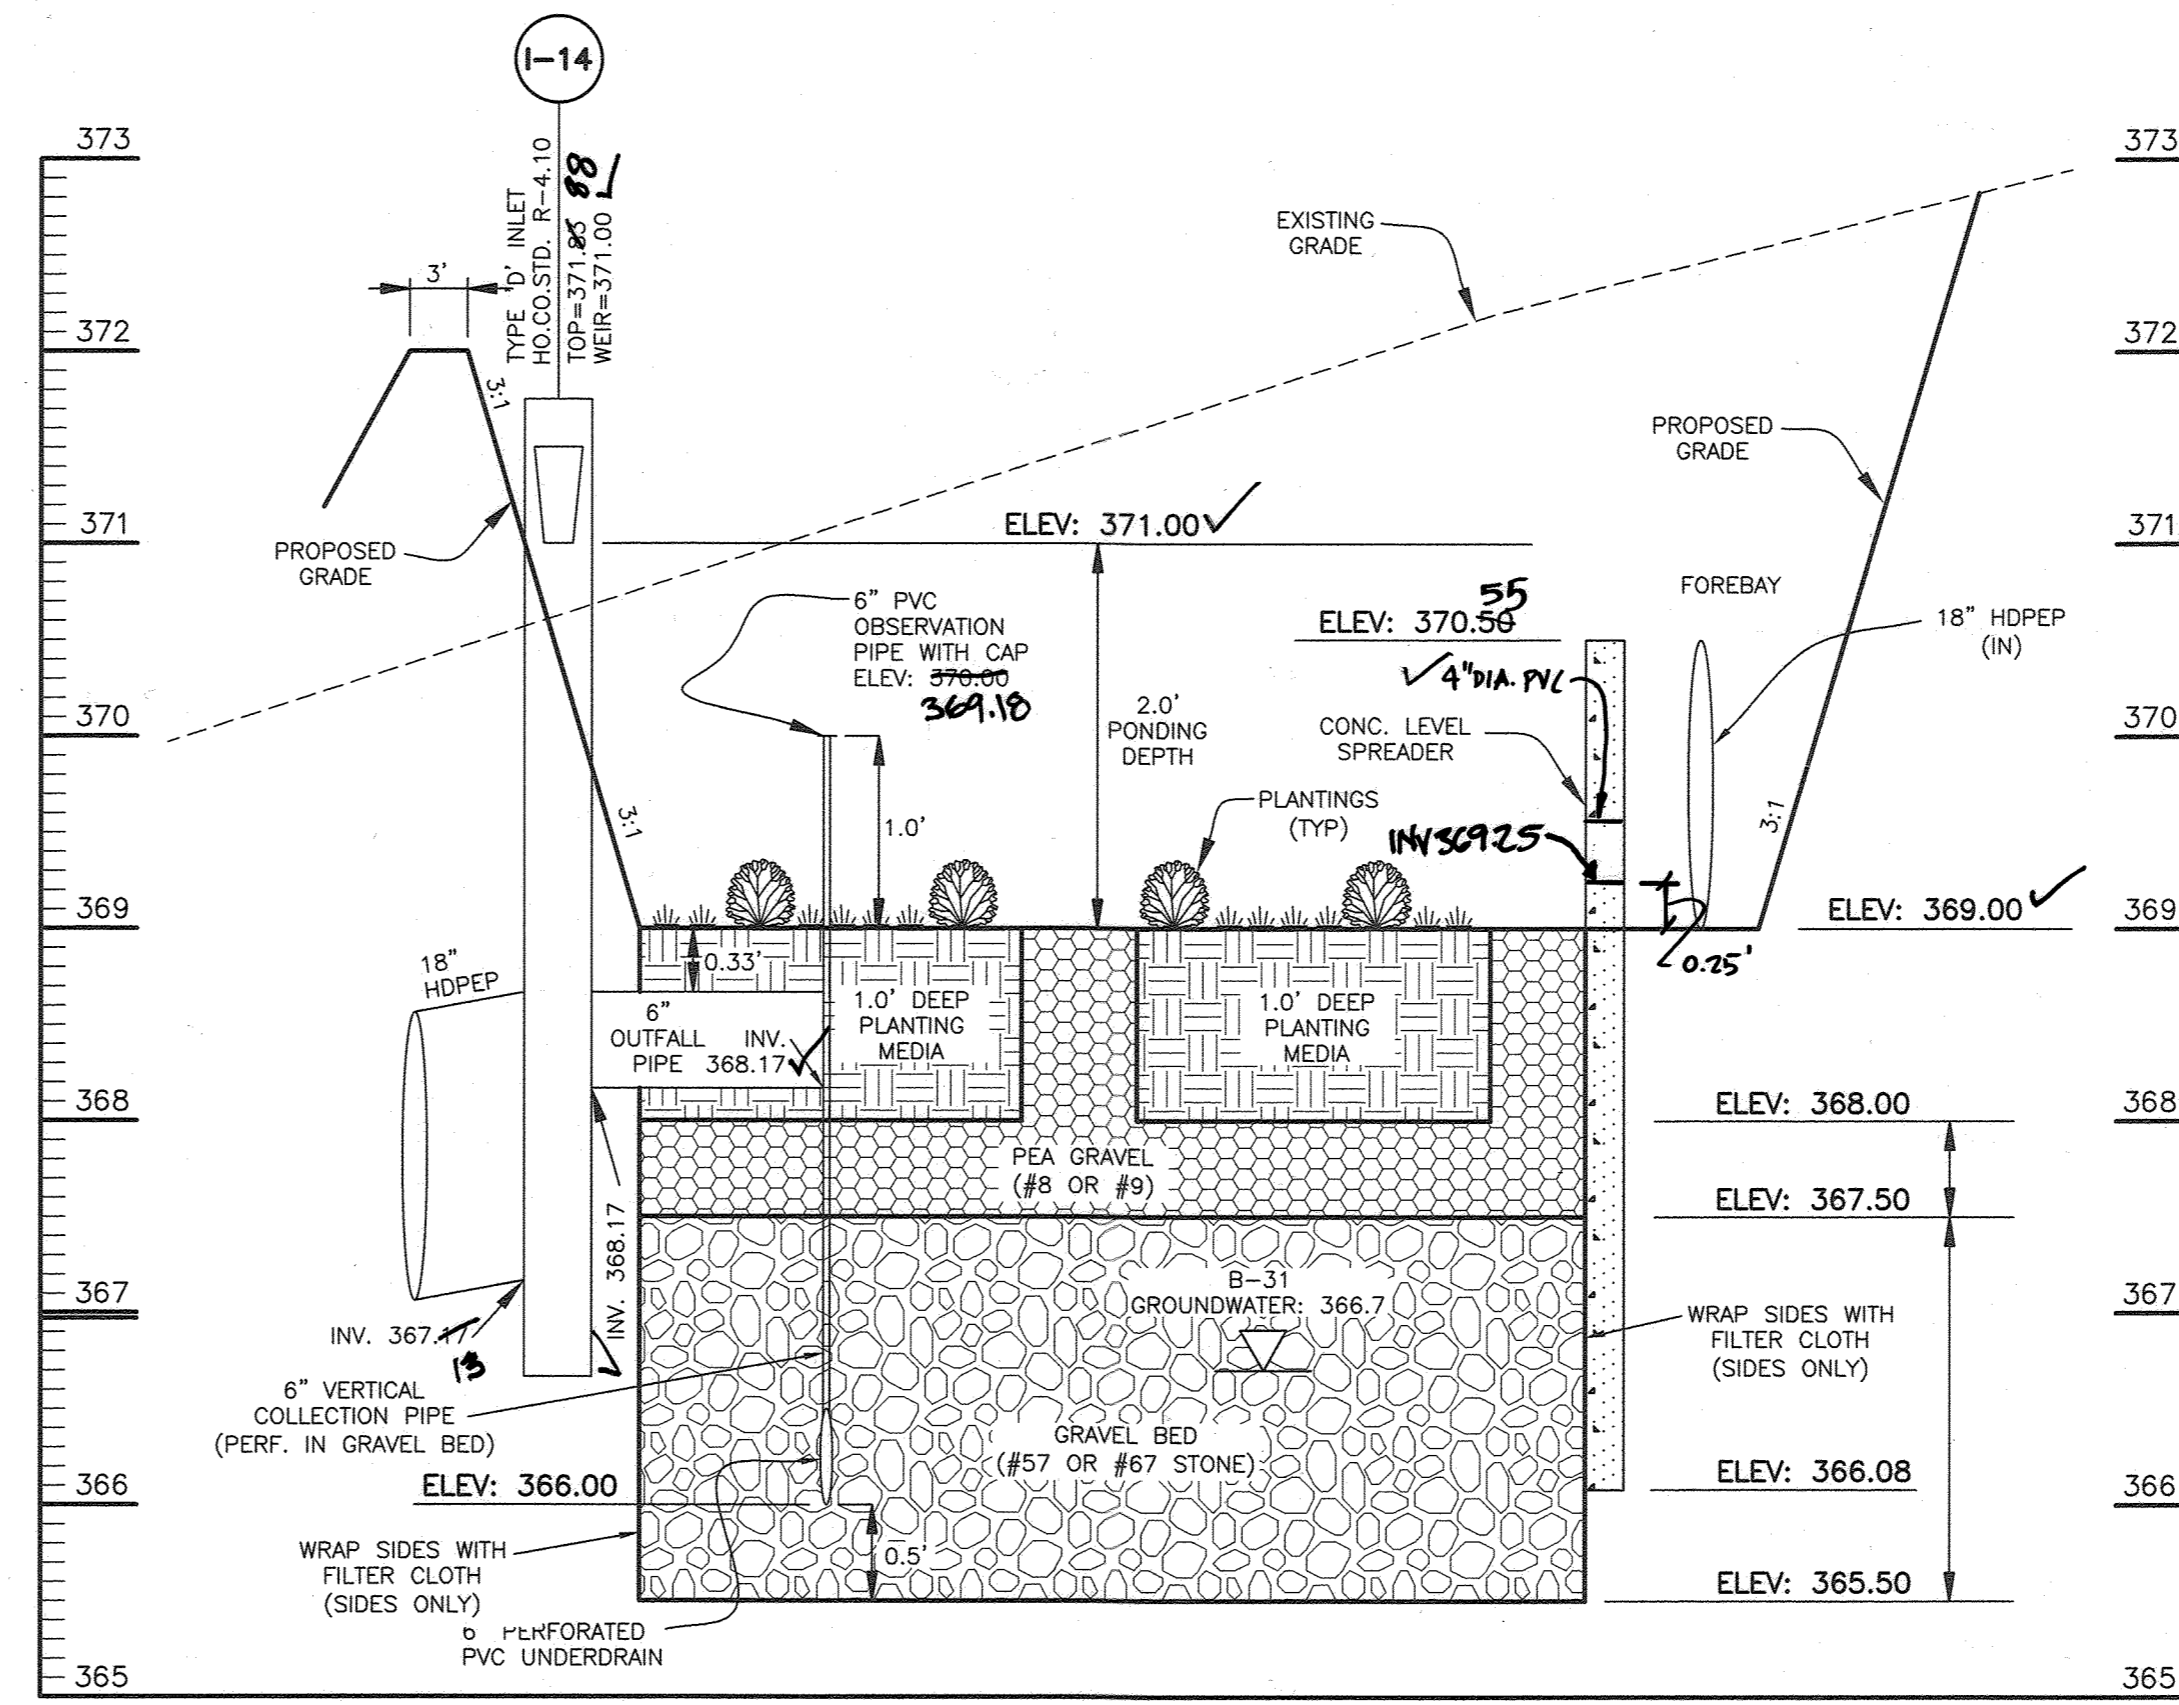 I-14
TYPE 'D' INLET
HO.CO.STD. R-4.10
TOP=371.83 88
WEIR=371.00 ✓
373
372
371
370
369
368
367
366
365
373
372
371
370
369
368
367
366
365
3'
3:1
PROPOSED
GRADE
EXISTING
GRADE
PROPOSED
GRADE
ELEV: 371.00 ✓
6" PVC
OBSERVATION
PIPE WITH CAP
ELEV: 370.00
369.18
2.0'
PONDING
DEPTH
55
ELEV: 370.50
✓ 4" DIA. PVC
CONC. LEVEL
SPREADER
FOREBAY
18" HDPEP
(IN)
3:1
1.0'
PLANTINGS
(TYP)
INV 369.25
3:1
ELEV: 369.00 ✓
0.25'
18"
HDPEP
0.33'
6"
OUTFALL
PIPE
INV.
368.17 ✓
1.0' DEEP
PLANTING
MEDIA
1.0' DEEP
PLANTING
MEDIA
ELEV: 368.00
PEA GRAVEL
(#8 OR #9)
ELEV: 367.50
INV. 368.17 ✓
INV. 367.17
13
B-31
GROUNDWATER: 366.7
WRAP SIDES WITH
FILTER CLOTH
(SIDES ONLY)
6" VERTICAL
COLLECTION PIPE
(PERF. IN GRAVEL BED)
GRAVEL BED
(#57 OR #67 STONE)
ELEV: 366.00
ELEV: 366.08
0.5'
WRAP SIDES WITH
FILTER CLOTH
(SIDES ONLY)
ELEV: 365.50
6 PERFORATED
PVC UNDERDRAIN